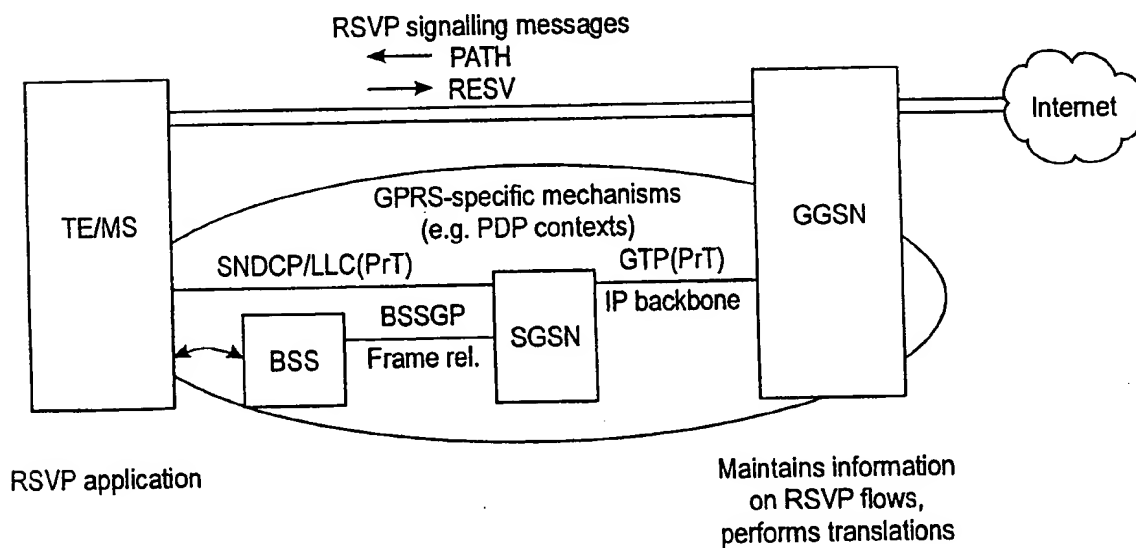 RSVP signalling messages
PATH
RESV
Internet
TE/MS
GPRS-specific mechanisms
(e.g. PDP contexts)
GGSN
SNDCP/LLC(PrT)
GTP(PrT)
IP backbone
BSSGP
SGSN
BSS
Frame rel.
RSVP application
Maintains information
on RSVP flows,
performs translations